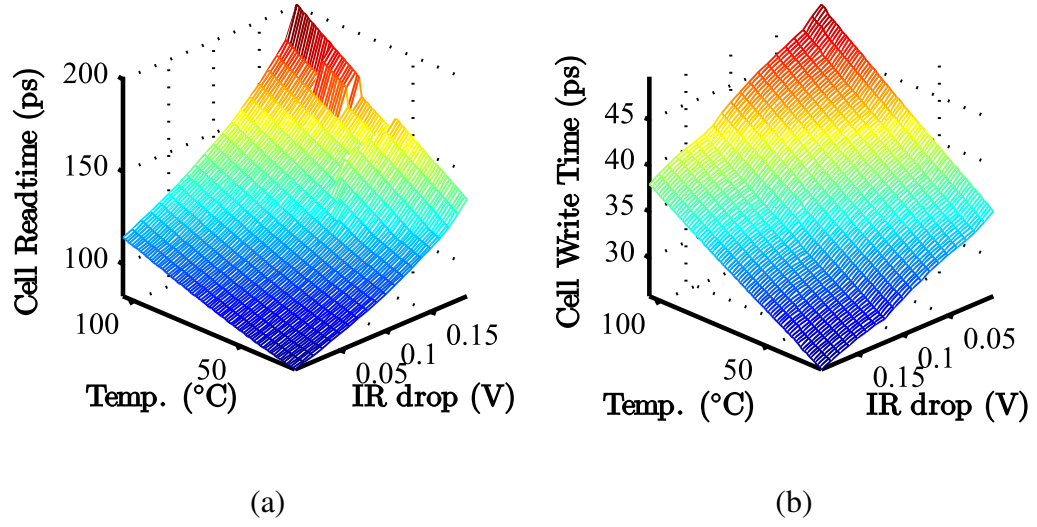 Cell Readtime (ps)
200
150
100
100
50
0.05
0.1
0.15
Temp. (°C)
IR drop (V)
(a)
Cell Write Time (ps)
45
40
35
30
100
50
0.15
0.1
0.05
Temp. (°C)
IR drop (V)
(b)